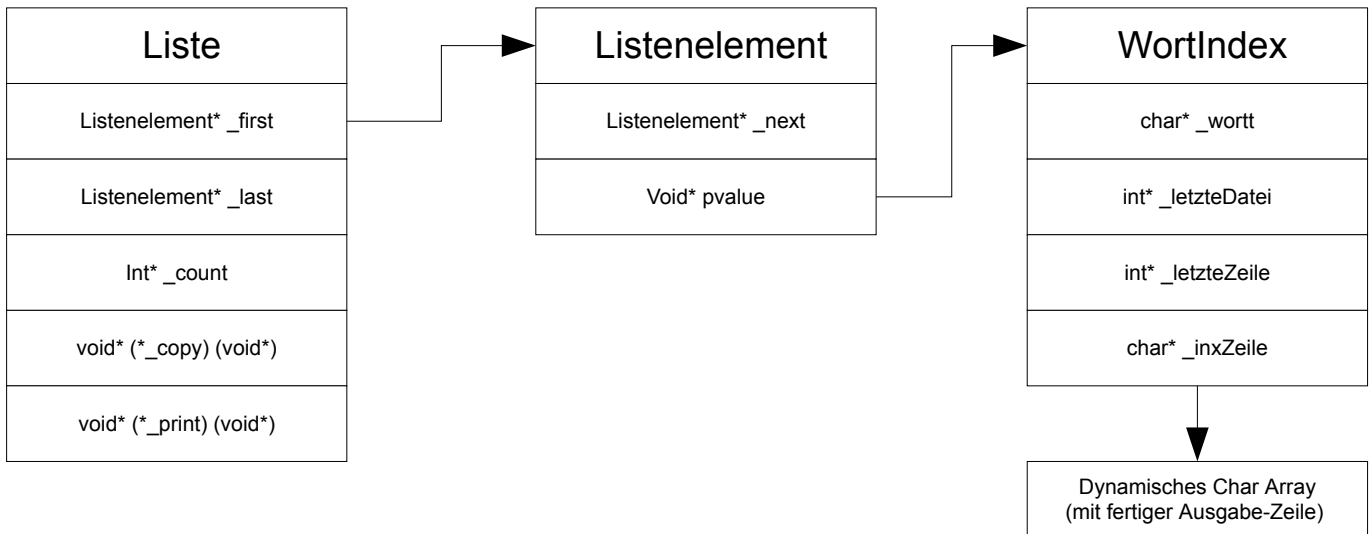 Liste
Listenelement* _first
Listenelement* _last
Int* _count
void* (*_copy) (void*)
void* (*_print) (void*)
Listenelement
Listenelement* _next
Void* pvalue
WortIndex
char* _wortt
int* _letzteDatei
int* _letzteZeile
char* _inxZeile
Dynamisches Char Array
(mit fertiger Ausgabe-Zeile)